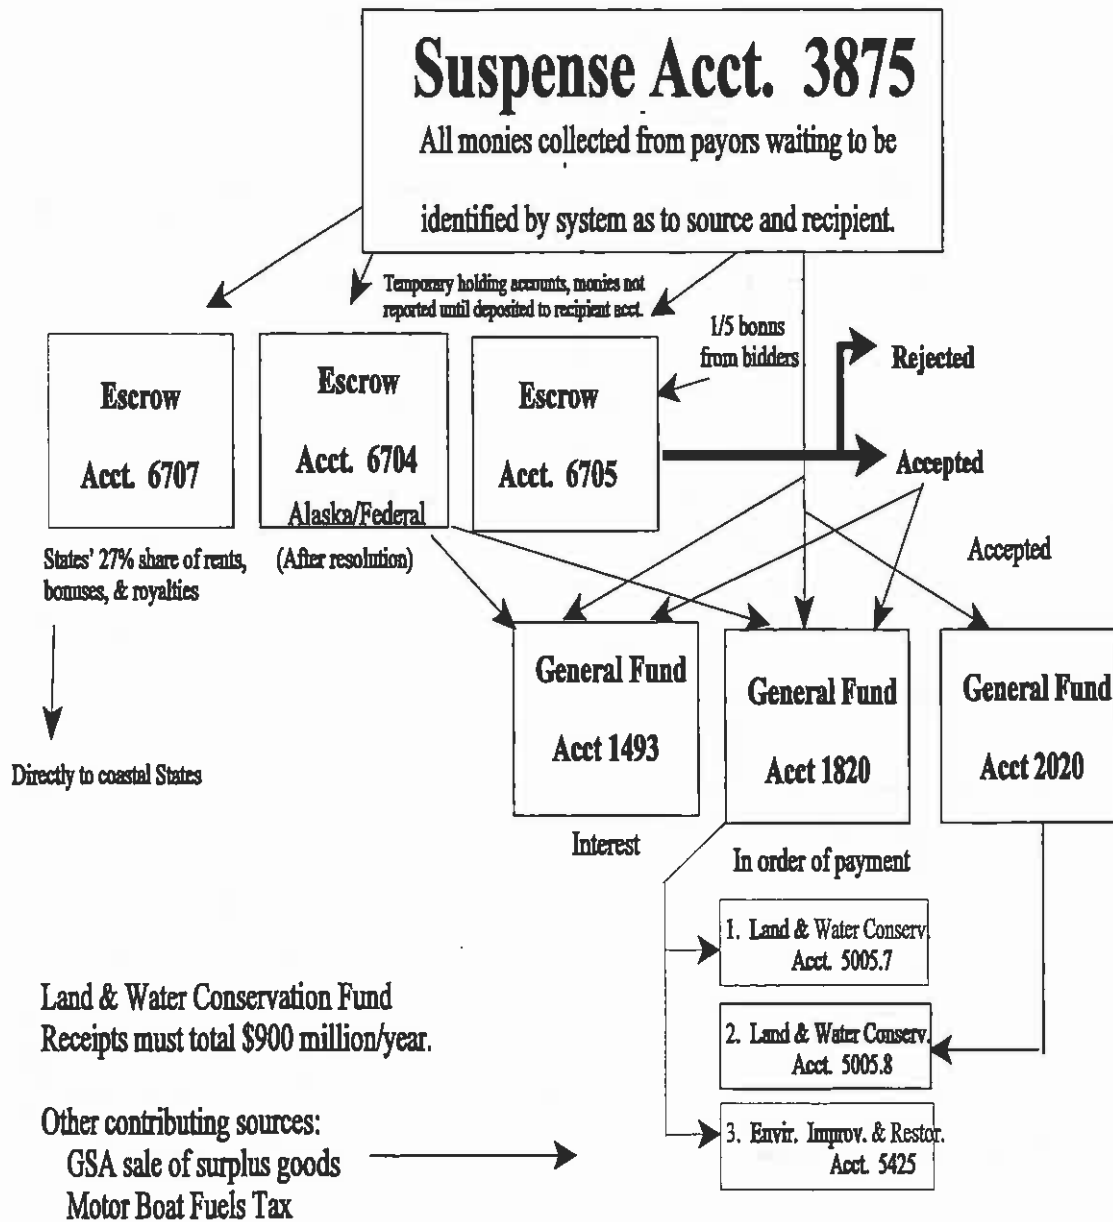 Suspense Acct. 3875
All monies collected from payors waiting to be
identified by system as to source and recipient.
Temporary holding accounts, monies not
reported until deposited to recipient acct.
1/5 bonus
from bidders
Rejected
Escrow
Acct. 6707
Escrow
Acct. 6704
Alaska/Federal
Escrow
Acct. 6705
Accepted
States' 27% share of rents,
bonuses, & royalties
(After resolution)
Accepted
Directly to coastal States
General Fund
Acct 1493
General Fund
Acct 1820
General Fund
Acct 2020
Interest
In order of payment
1. Land & Water Conserv.
Acct. 5005.7
2. Land & Water Conserv.
Acct. 5005.8
3. Envir. Improv. & Restor.
Acct. 5425
Land & Water Conservation Fund
Receipts must total $900 million/year.
Other contributing sources:
GSA sale of surplus goods
Motor Boat Fuels Tax